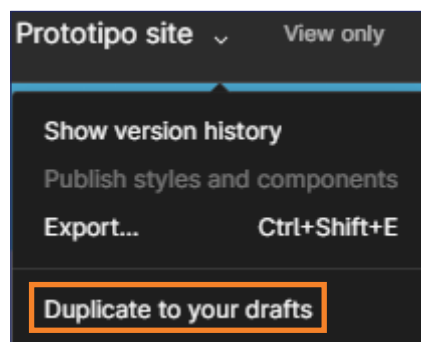 Prototipo site View only
Show version history
Publish styles and components
Export... Ctrl+Shift+E
Duplicate to your drafts